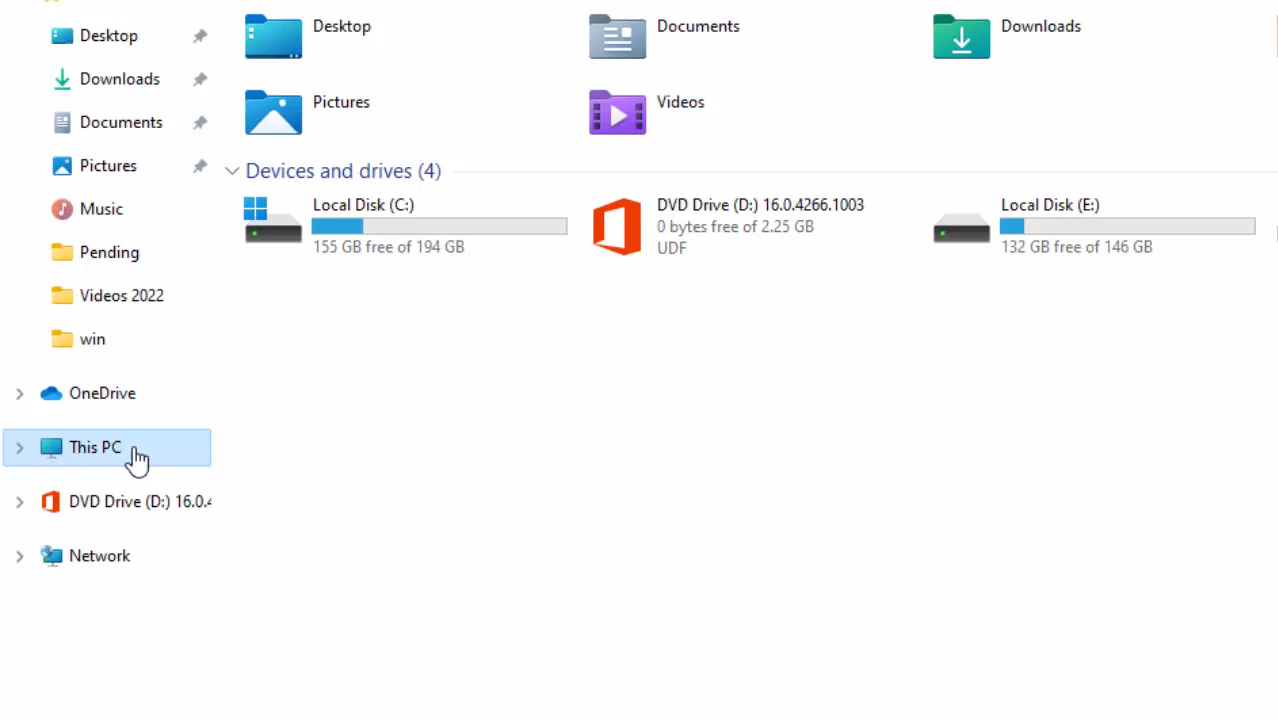 Desktop
Downloads
Documents
Pictures
Music
Pending
Videos 2022
win
OneDrive
This PC
DVD Drive (D:) 16.0.4
Network
Desktop
Documents
Downloads
Pictures
Videos
Devices and drives (4)
Local Disk (C:)
155 GB free of 194 GB
DVD Drive (D:) 16.0.4266.1003
0 bytes free of 2.25 GB
UDF
Local Disk (E:)
132 GB free of 146 GB